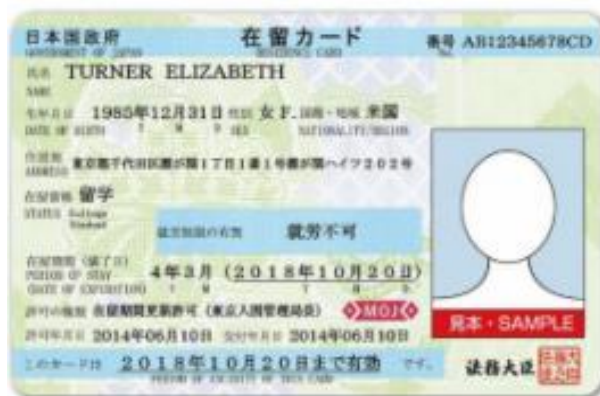 日本国政府 在留カード 番号 AB12345678CD
GOVERNMENT OF JAPAN RESIDENCE CARD No.
氏名 TURNER ELIZABETH
NAME
生年月日 1985年12月31日 性別 女 F. 国籍・地域 米国
DATE OF BIRTH Y M D SEX NATIONALITY/REGION
住居地 東京都千代田区霞が関1丁目1番1号霞が関ハイツ202号
ADDRESS
在留資格 留学
STATUS College
Student
就労制限の有無 就労不可
在留期間(満了日) 4年3月(2018年10月20日)
PERIOD OF STAY
(DATE OF EXPIRATION) Y M Y M D
許可の種類 在留期間更新許可(東京入国管理局長) MOJ
許可年月日 2014年06月10日 交付年月日 2014年06月10日
見本・SAMPLE
このカードは 2018年10月20日まで有効 です。
PERIOD OF VALIDITY OF THIS CARD
法務大臣